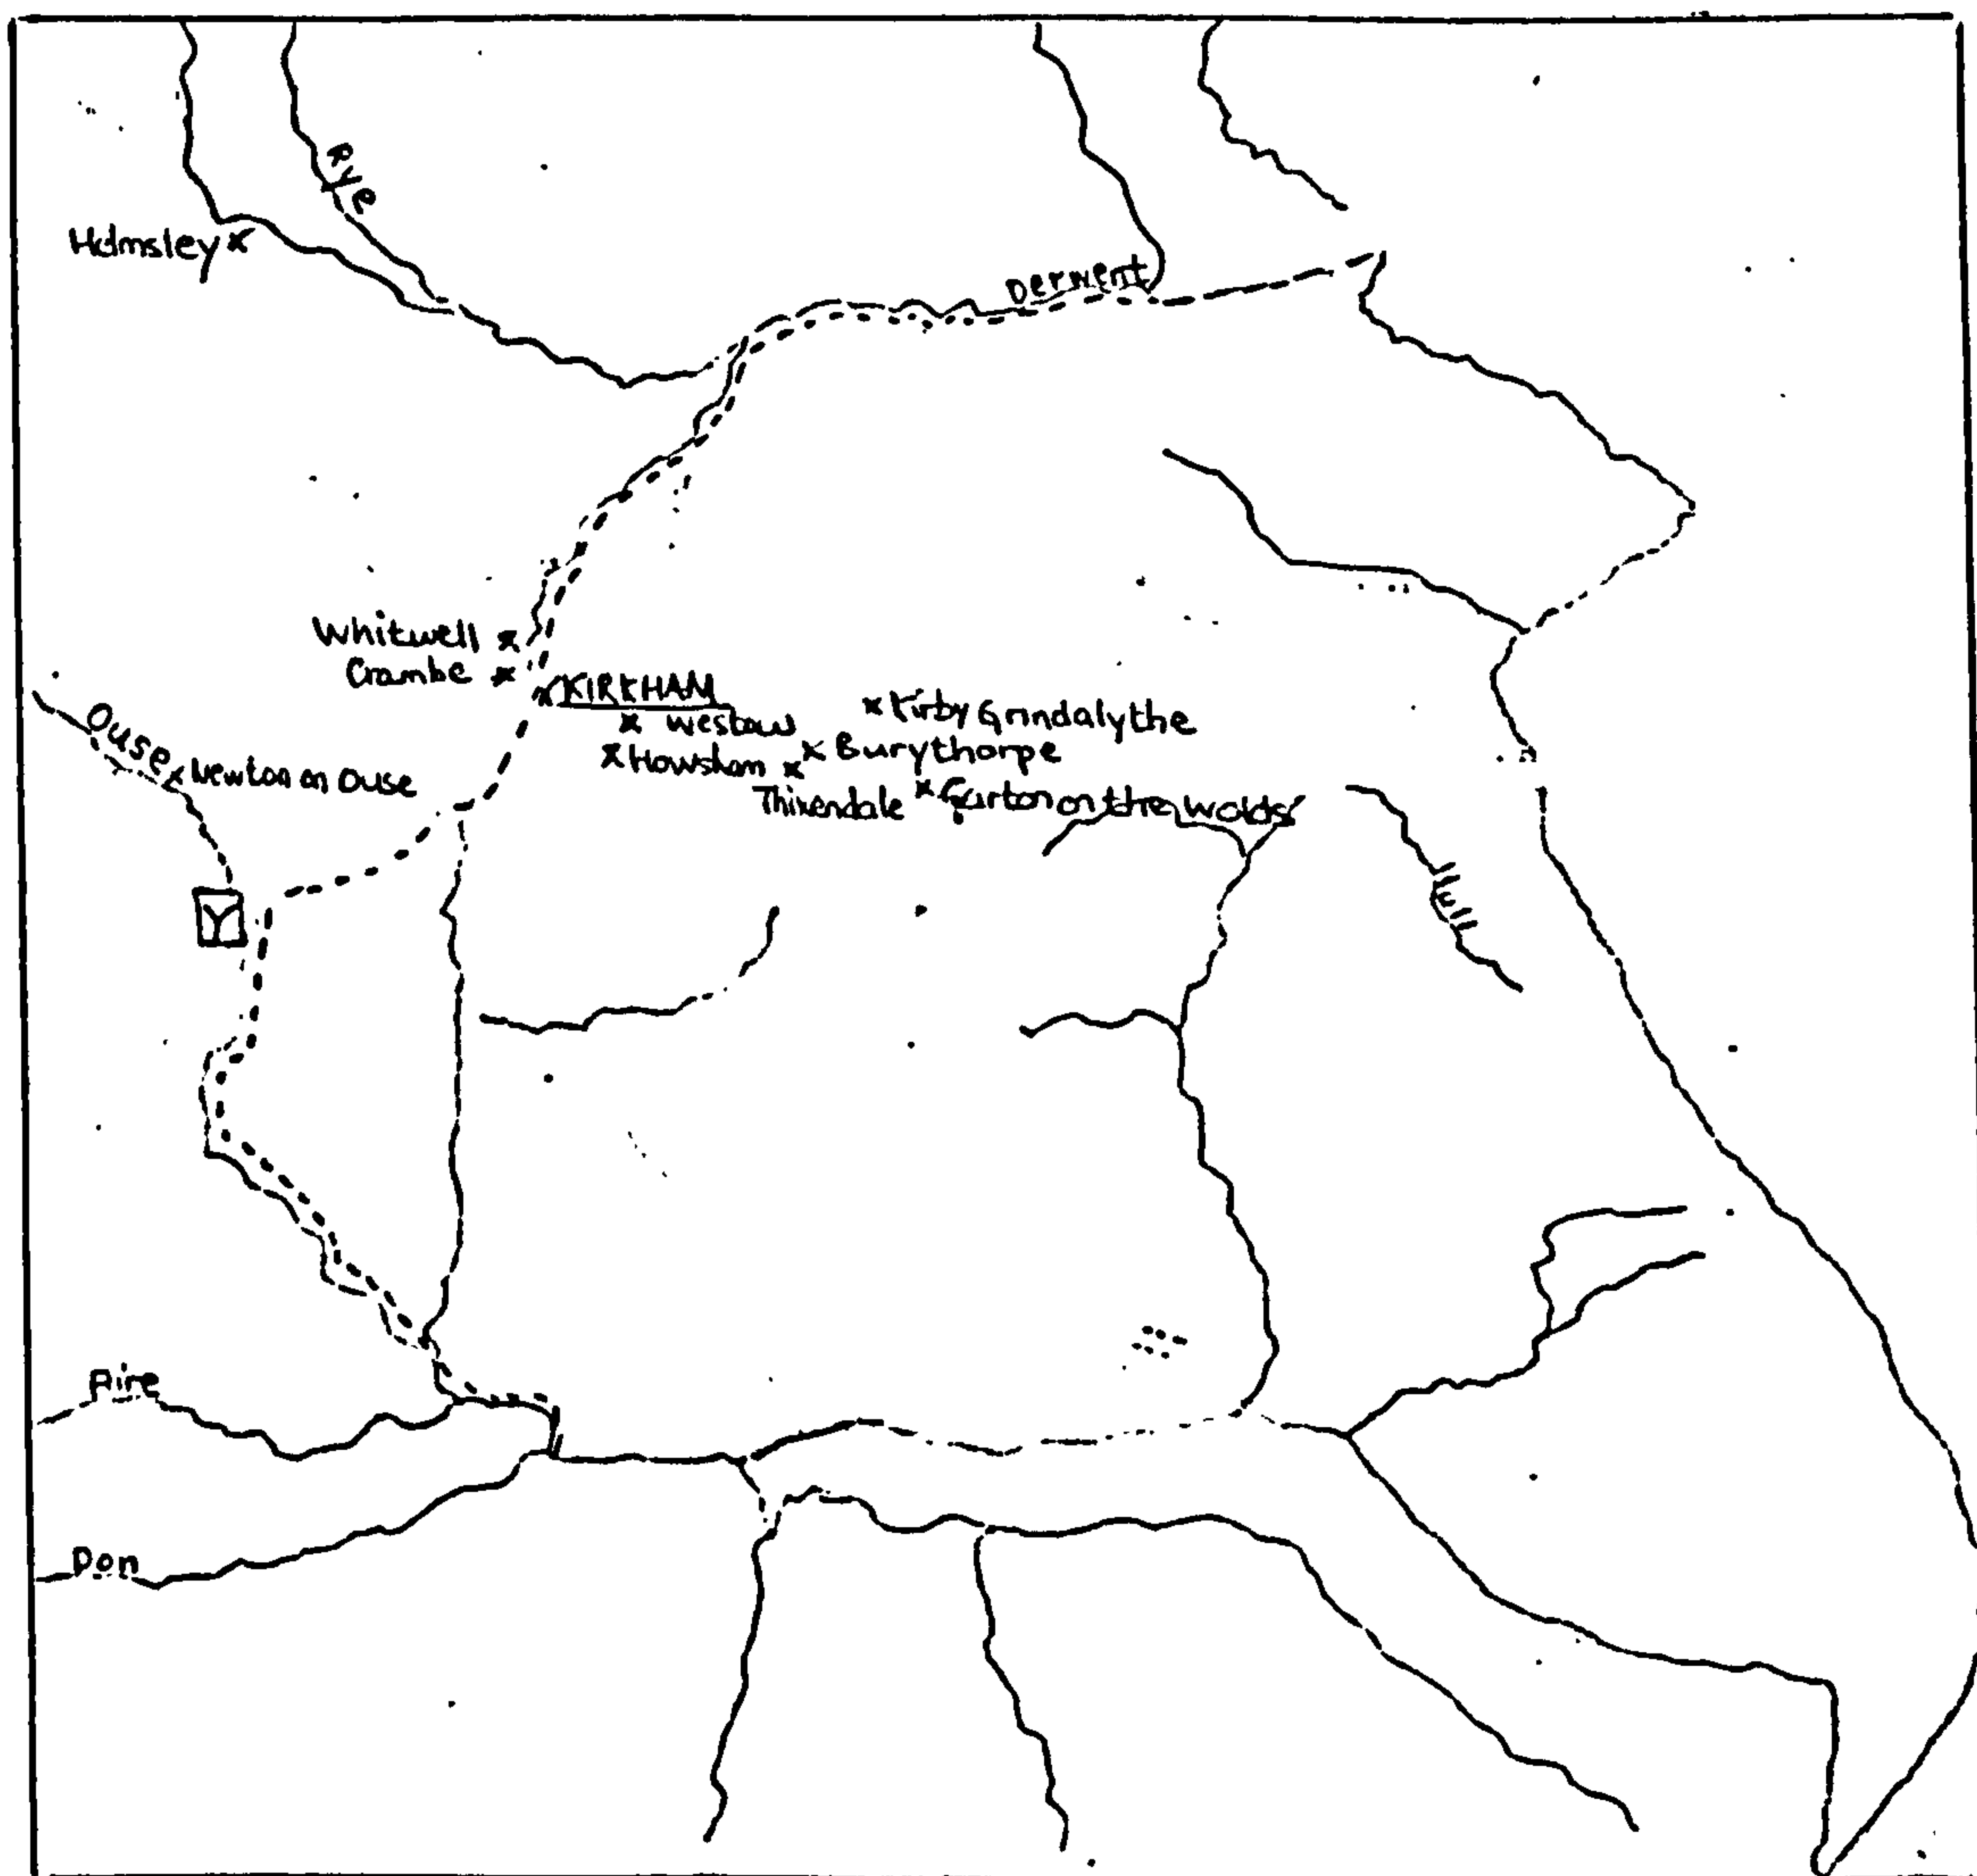 Rye
Helmsley
Derwent
Whitwell
Crambe
KIRKHAM
Westow
Kirby Grindalythe
Ouse
Newton on Ouse
Howsham
Burythorpe
Thixendale
Garton on the Wolds
Y
Hull
Aire
Don